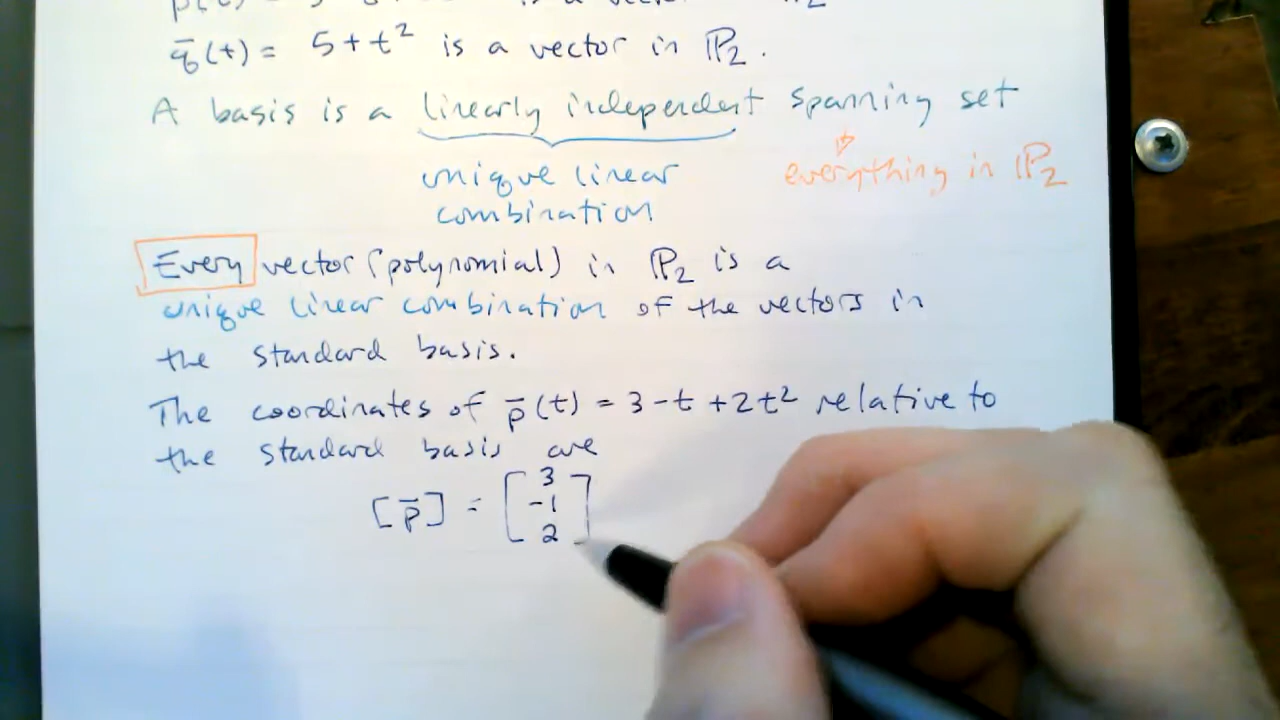 q̄(t) = 5 + t² is a vector in ℙ₂.
A basis is a linearly independent spanning set
unique linear
combination
everything in ℙ₂
Every vector (polynomial) in ℙ₂ is a
unique linear combination of the vectors in
the standard basis.
The coordinates of p̄(t) = 3 - t + 2t² relative to
the standard basis are
[p̄] = [3
-1
2]